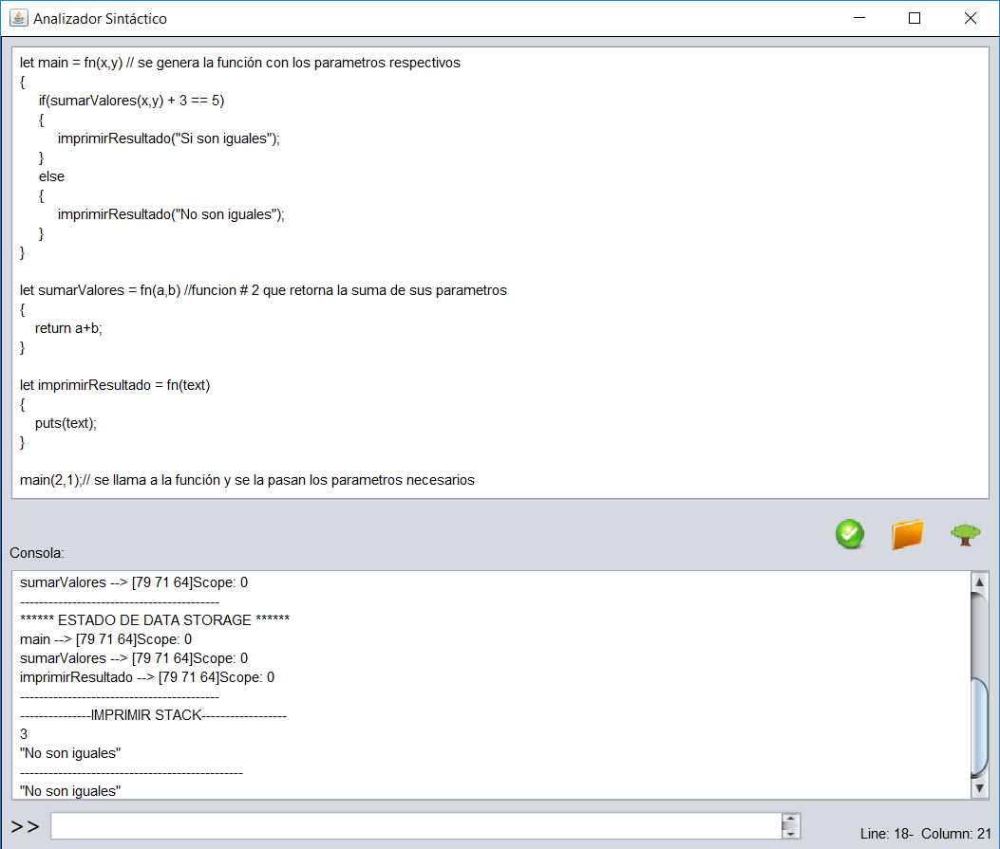 Analizador Sintáctico
let main = fn(x,y) // se genera la función con los parametros respectivos
{
if(sumarValores(x,y) + 3 == 5)
{
imprimirResultado("Si son iguales");
}
else
{
imprimirResultado("No son iguales");
}
}
let sumarValores = fn(a,b) //funcion # 2 que retorna la suma de sus parametros
{
return a+b;
}
let imprimirResultado = fn(text)
{
puts(text);
}
main(2,1);// se llama a la función y se la pasan los parametros necesarios
Consola:
sumarValores --> [79 71 64]Scope: 0
------------------------------------------
****** ESTADO DE DATA STORAGE ******
main --> [79 71 64]Scope: 0
sumarValores --> [79 71 64]Scope: 0
imprimirResultado --> [79 71 64]Scope: 0
------------------------------------------
---------------IMPRIMIR STACK------------------
3
"No son iguales"
-----------------------------------------------
"No son iguales"
>>
Line: 18- Column: 21